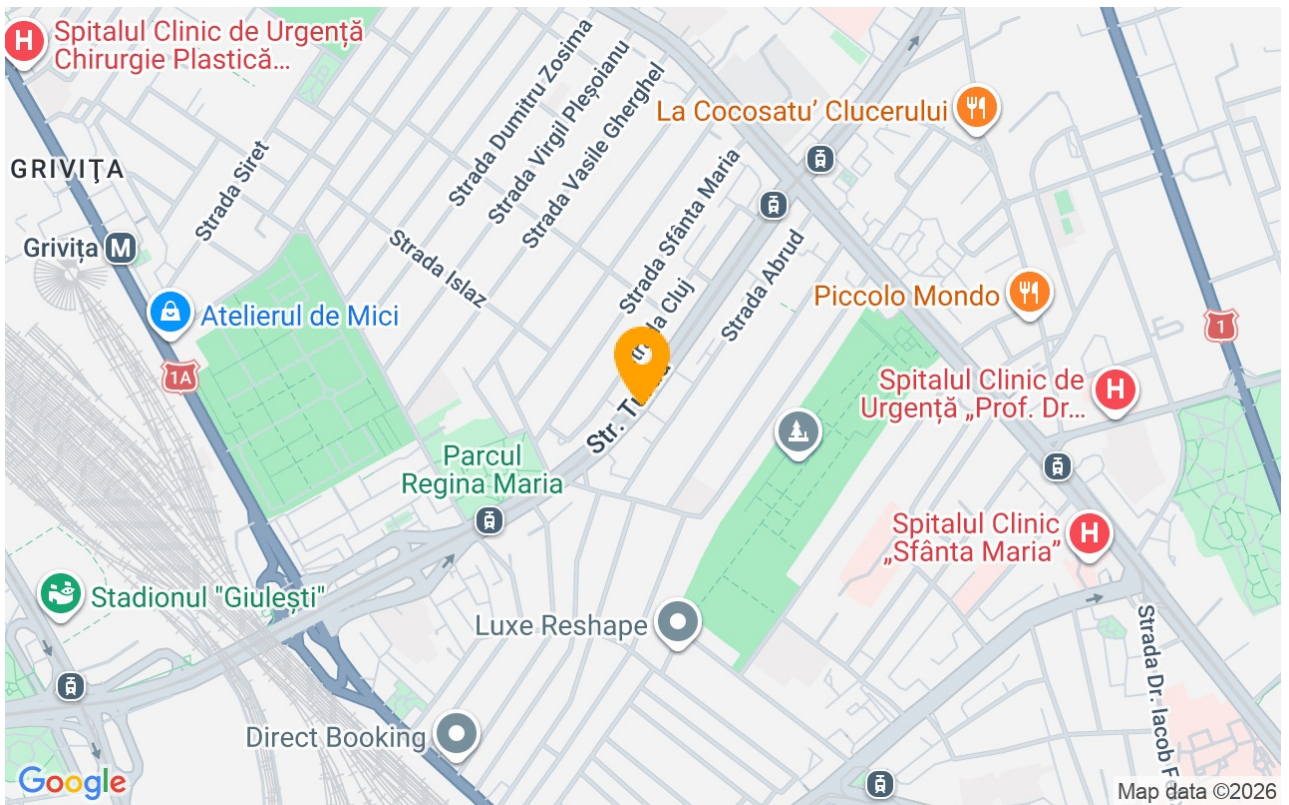 Spitalul Clinic de Urgență
Chirurgie Plastică...
GRIVIȚA
Strada Siret
Strada Dumitru Zosima
Strada Virgil Pleșoianu
Strada Vasile Gherghel
La Cocosatu’ Clucerului
Grivița
M
Strada Islaz
Strada Sfânta Maria
Strada Abrud
Piccolo Mondo
Atelierul de Mici
1
1A
Cluj
Str.
Spitalul Clinic de
Urgență „Prof. Dr...
Parcul
Regina Maria
Spitalul Clinic
„Sfânta Maria”
Stadionul "Giulești"
Luxe Reshape
Strada Dr. Iacob
Direct Booking
Google
Map data ©2026
H
H
H